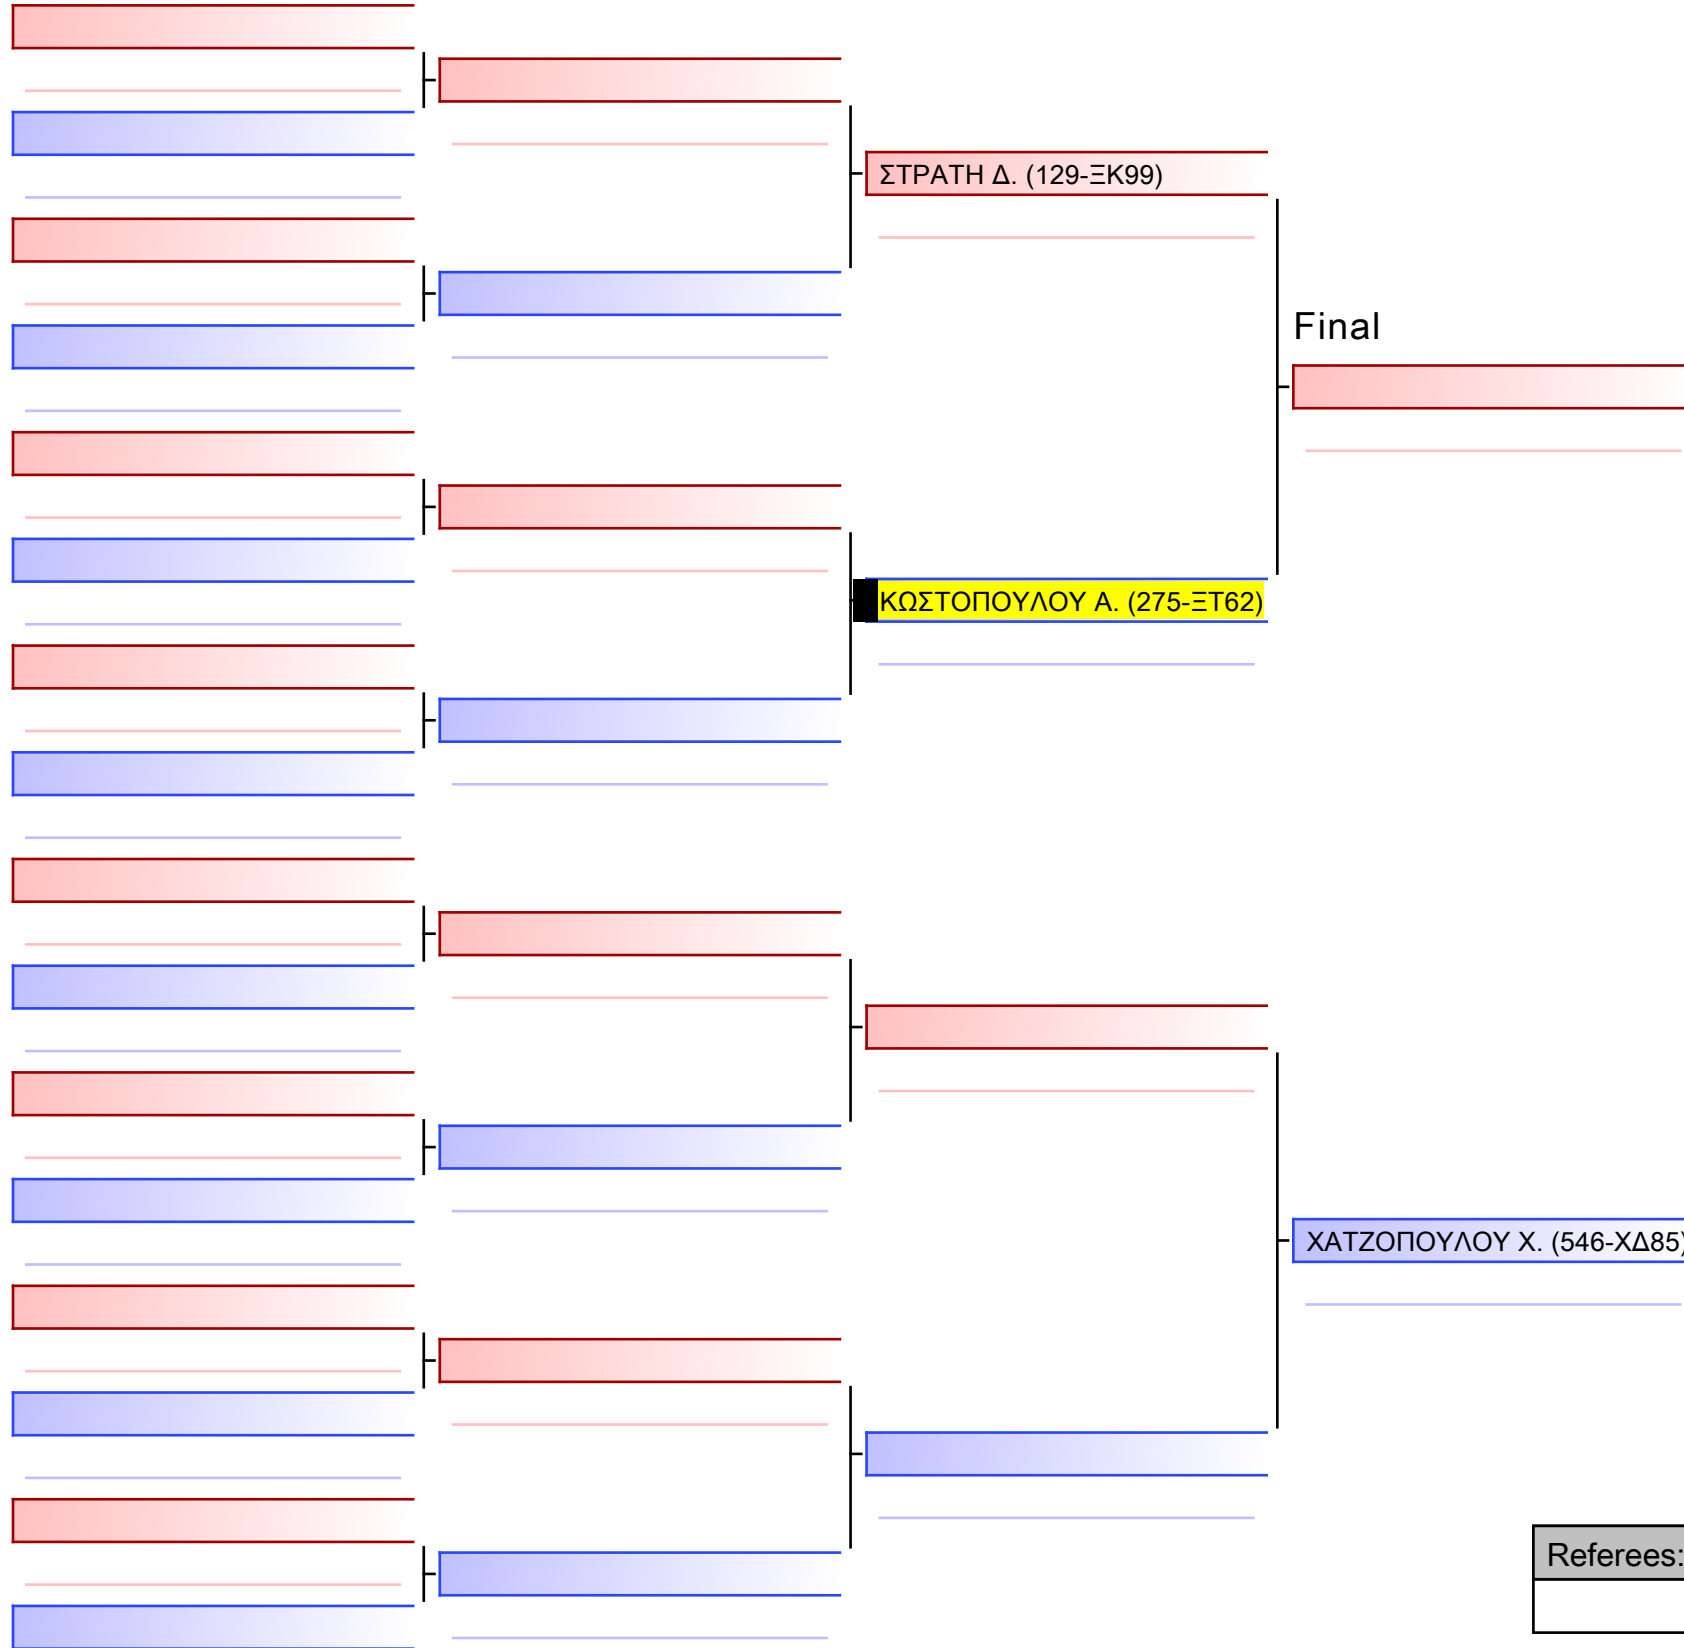 ΣΤΡΑΤΗ Δ. (129-ΞΚ99)
Final
ΚΩΣΤΟΠΟΥΛΟΥ Α. (275-ΞΤ62)
ΧΑΤΖΟΠΟΥΛΟΥ Χ. (546-ΧΔ85)
Referees: